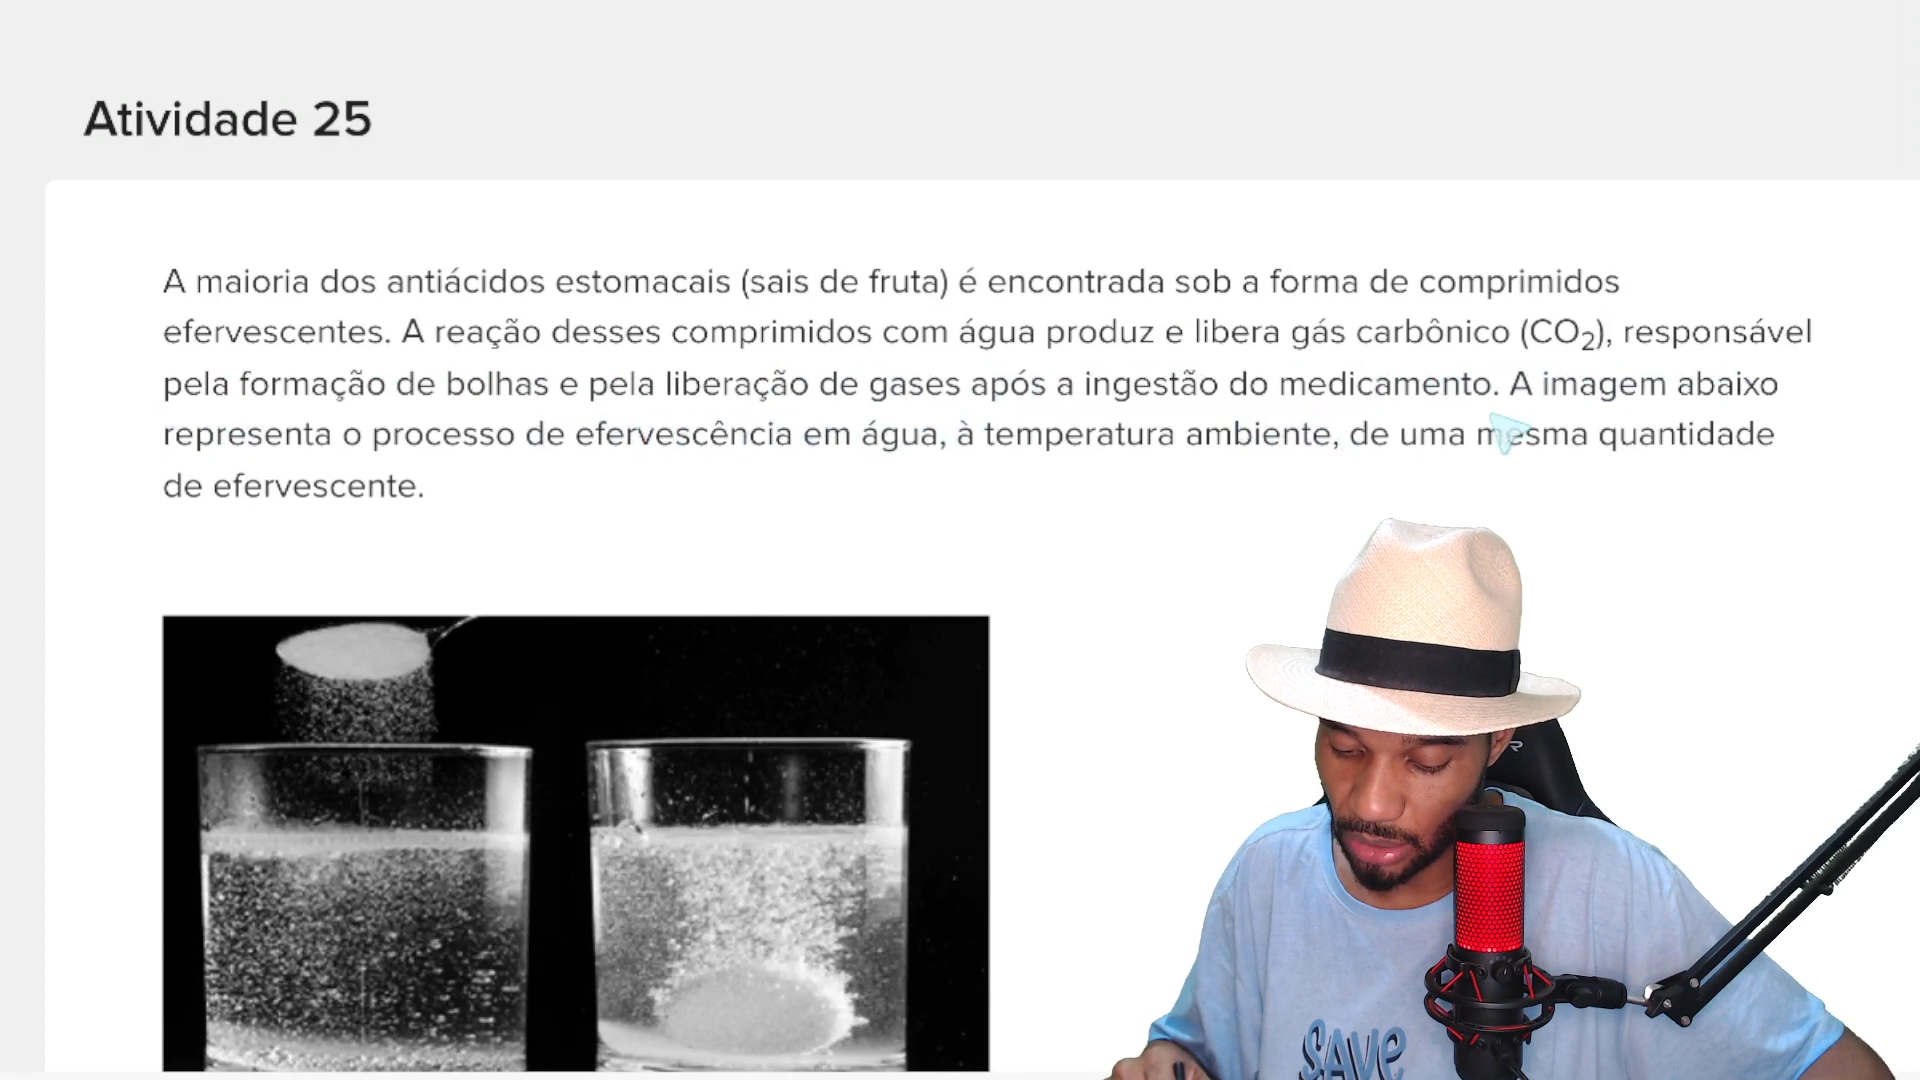 Atividade 25
A maioria dos antiácidos estomacais (sais de fruta) é encontrada sob a forma de comprimidos
efervescentes. A reação desses comprimidos com água produz e libera gás carbônico (CO₂), responsável
pela formação de bolhas e pela liberação de gases após a ingestão do medicamento. A imagem abaixo
representa o processo de efervescência em água, à temperatura ambiente, de uma mesma quantidade
de efervescente.
SAVE